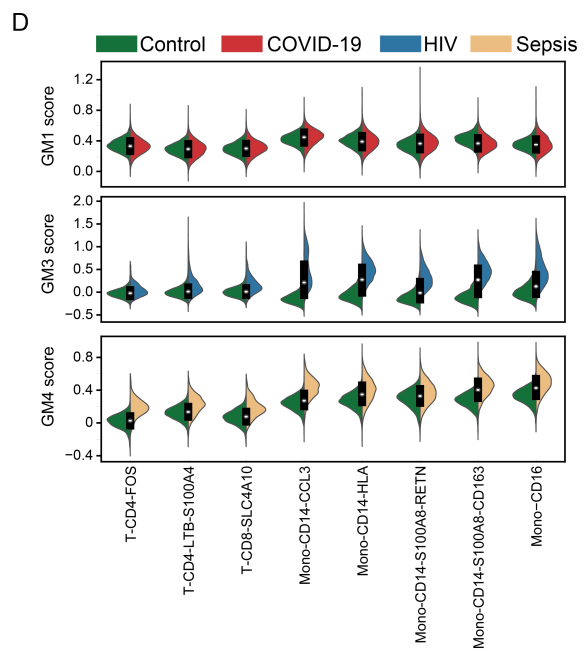 D
Control COVID-19 HIV Sepsis
GM1 score
1.2
0.8
0.4
0.0
GM3 score
2.0
1.5
1.0
0.5
0.0
−0.5
GM4 score
0.8
0.4
0
−0.4
T-CD4-FOS
T-CD4-LTB-S100A4
T-CD8-SLC4A10
Mono-CD14-CCL3
Mono-CD14-HLA
Mono-CD14-S100A8-RETN
Mono-CD14-S100A8-CD163
Mono−CD16